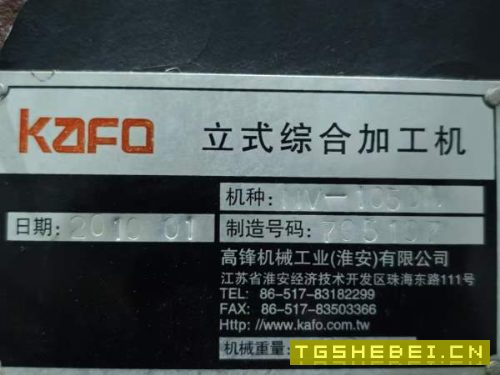 KAFO 立式综合加工机
机种:
日期: 2010 01 制造号码:
高锋机械工业(淮安)有限公司
江苏省淮安经济技术开发区珠海东路111号
TEL: 86-517-83182299
FAX: 86-517-83503366
Http: //www.kafo.com.tw
机械重量:
TGSHEBEI.CN